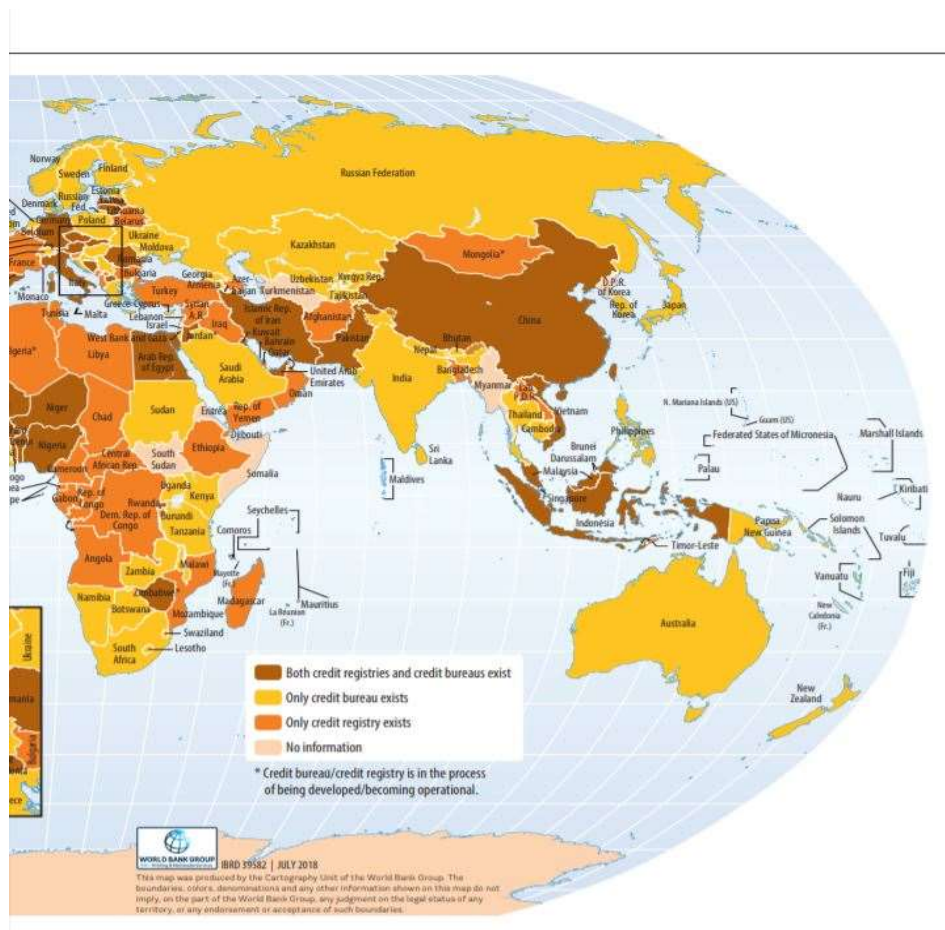 Norway
Sweden
Finland
Russian Federation
Estonia
Denmark
Russian
Fed.
Lithuania
Belarus
Germany
Poland
Belgium
Ukraine
Moldova
Romania
France
Bulgaria
Italy
Monaco
Kazakhstan
Mongolia*
Georgia
Armenia
Azer-
baijan
Turkmenistan
Uzbekistan
Kyrgyz Rep.
Tajikistan
D.P.R.
of Korea
Rep. of
Korea
Japan
Turkey
Greece
Cyprus
Tunisia
Malta
Lebanon
Israel
Syrian
A.R.
Iraq
Islamic Rep.
of Iran
Afghanistan
China
West Bank and Gaza
Jordan*
Kuwait
Bahrain
Qatar
Pakistan
Nepal
Bhutan
geria*
Libya
Arab Rep.
of Egypt
Saudi
Arabia
United Arab
Emirates
Oman
India
Bangladesh
Myanmar
Lao
P.D.R.
Niger
Chad
Sudan
Eritrea
Rep. of
Yemen
Thailand
Vietnam
Cambodia
Philippines
N. Mariana Islands (US)
Guam (US)
Nigeria
Djibouti
Ethiopia
Central
African Rep.
South
Sudan
Somalia
Sri
Lanka
Maldives
Brunei
Darussalam
Malaysia
Singapore
Federated States of Micronesia
Marshall Islands
Palau
Cameroon
Uganda
Kenya
ogo
Gabon
Rep. of
Congo
Rwanda
Dem. Rep. of
Congo
Burundi
Tanzania
Seychelles
Comoros
Indonesia
Timor-Leste
Papua
New Guinea
Nauru
Kiribati
Solomon
Islands
Tuvalu
Angola
Zambia
Malawi
Mayotte
(Fr.)
Zimbabwe
Mozambique
Madagascar
La Réunion
(Fr.)
Mauritius
Namibia
Botswana
Swaziland
South
Africa
Lesotho
Australia
Vanuatu
Fiji
New
Caledonia
(Fr.)
New
Zealand
Ukraine
mania
Bulgaria
ece
Both credit registries and credit bureaus exist
Only credit bureau exists
Only credit registry exists
No information
* Credit bureau/credit registry is in the process
of being developed/becoming operational.
WORLD BANK GROUP
IBRD 39582 | JULY 2018
This map was produced by the Cartography Unit of the World Bank Group. The
boundaries, colors, denominations and any other information shown on this map do not
imply, on the part of the World Bank Group, any judgment on the legal status of any
territory, or any endorsement or acceptance of such boundaries.